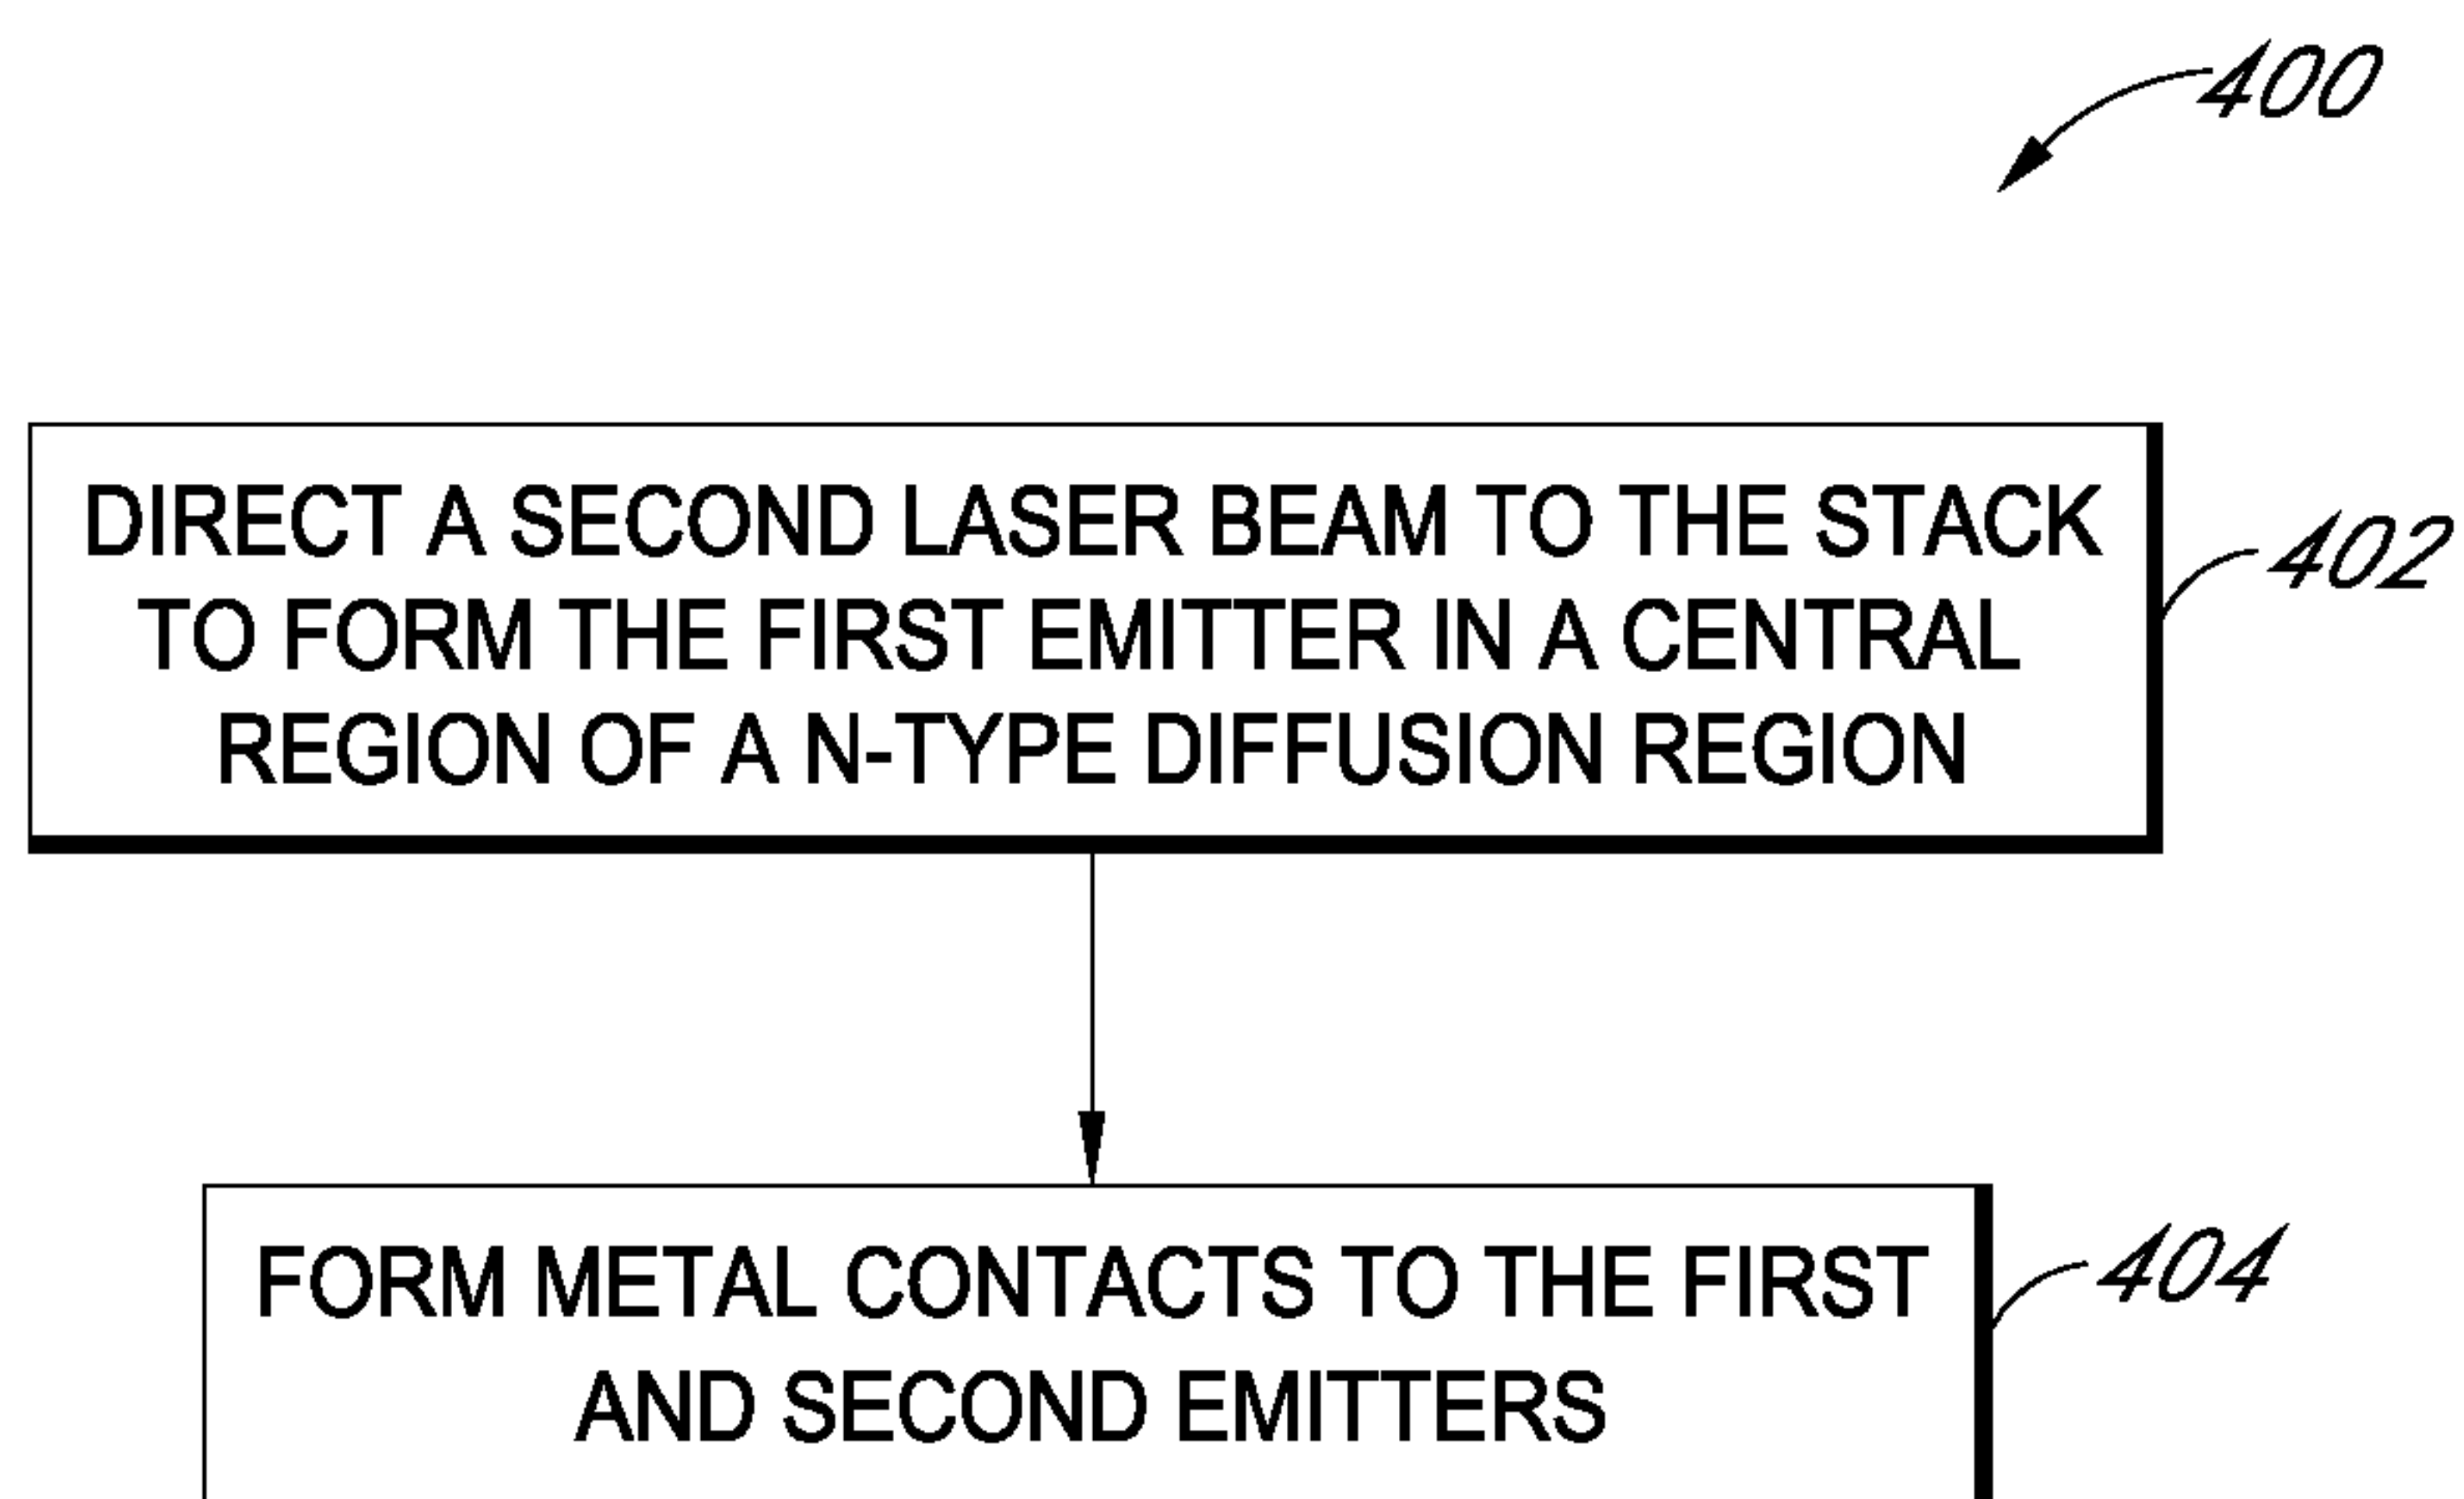 400
DIRECT A SECOND LASER BEAM TO THE STACK
TO FORM THE FIRST EMITTER IN A CENTRAL
REGION OF A N-TYPE DIFFUSION REGION
402
FORM METAL CONTACTS TO THE FIRST
AND SECOND EMITTERS
404